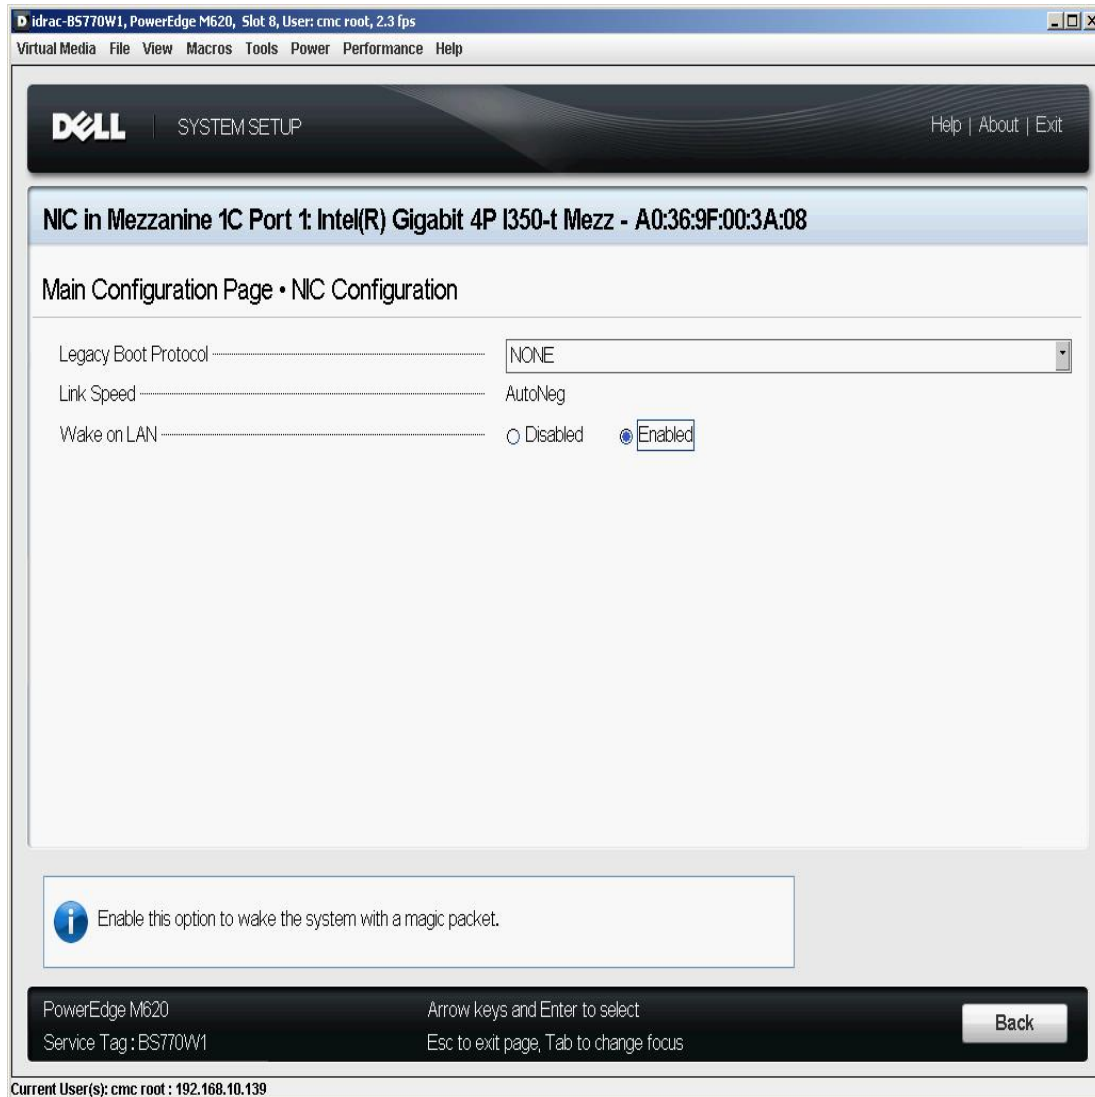 idrac-BS770W1, PowerEdge M620, Slot 8, User: cmc root, 2.3 fps
Virtual Media File View Macros Tools Power Performance Help
DELL SYSTEM SETUP Help | About | Exit
NIC in Mezzanine 1C Port 1: Intel(R) Gigabit 4P I350-t Mezz - A0:36:9F:00:3A:08
Main Configuration Page • NIC Configuration
Legacy Boot Protocol NONE
Link Speed AutoNeg
Wake on LAN Disabled Enabled
Enable this option to wake the system with a magic packet.
PowerEdge M620 Arrow keys and Enter to select
Service Tag : BS770W1 Esc to exit page, Tab to change focus
Back
Current User(s): cmc root : 192.168.10.139